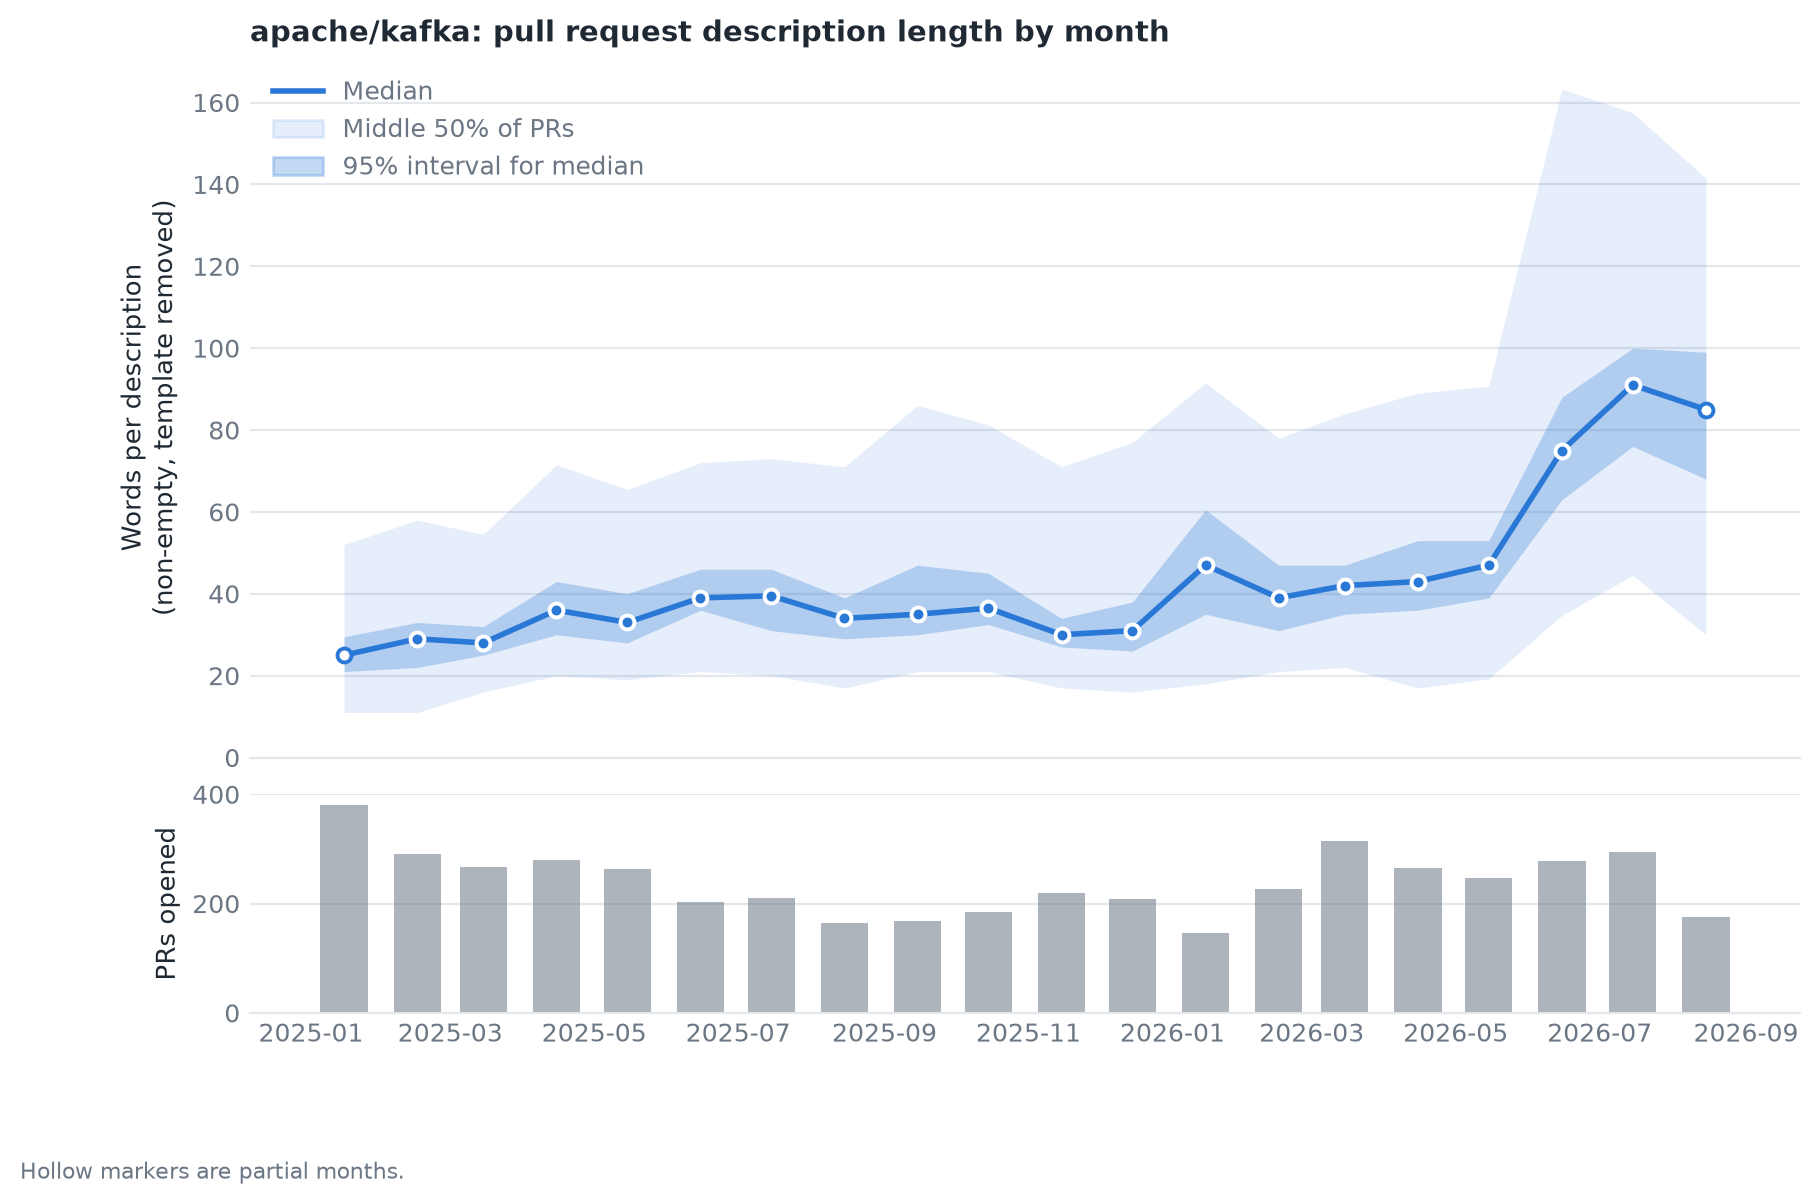 apache/kafka: pull request description length by month
Median
Middle 50% of PRs
95% interval for median
Words per description
(non-empty, template removed)
160
140
120
100
80
60
40
20
0
PRs opened
400
200
0
2025-01 2025-03 2025-05 2025-07 2025-09 2025-11 2026-01 2026-03 2026-05 2026-07 2026-09
Hollow markers are partial months.